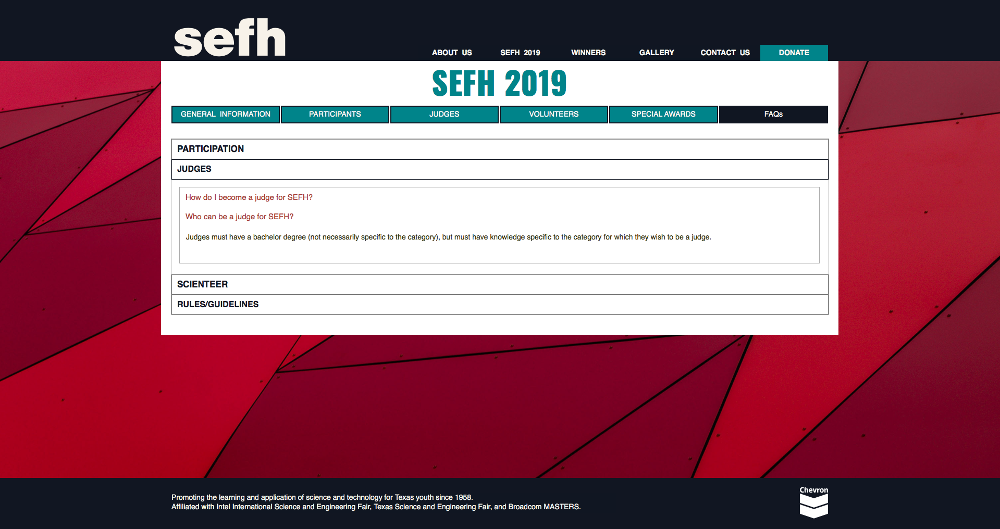 sefh
ABOUT US
SEFH 2019
WINNERS
GALLERY
CONTACT US
DONATE
SEFH 2019
GENERAL INFORMATION
PARTICIPANTS
JUDGES
VOLUNTEERS
SPECIAL AWARDS
FAQs
PARTICIPATION
JUDGES
How do I become a judge for SEFH?
Who can be a judge for SEFH?
Judges must have a bachelor degree (not necessarily specific to the category), but must have knowledge specific to the category for which they wish to be a judge.
SCIENTEER
RULES/GUIDELINES
Promoting the learning and application of science and technology for Texas youth since 1958.
Affiliated with Intel International Science and Engineering Fair, Texas Science and Engineering Fair, and Broadcom MASTERS.
Chevron